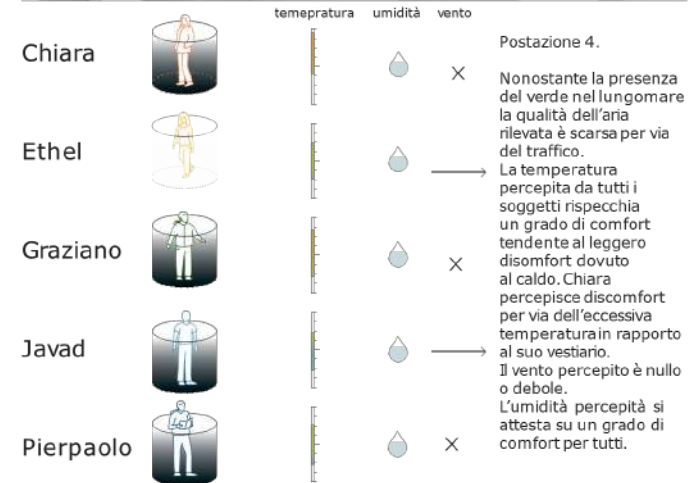 temepratura umidità vento
Chiara
Ethel
Graziano
Javad
Pierpaolo
Postazione 4.
Nonostante la presenza
del verde nel lungomare
la qualità dell'aria
rilevata è scarsa per via
del traffico.
La temperatura
percepita da tutti i
soggetti rispecchia
un grado di comfort
tendente al leggero
disomfort dovuto
al caldo. Chiara
percepisce discomfort
per via dell'eccessiva
temperatura in rapporto
al suo vestiario.
Il vento percepito è nullo
o debole.
L'umidità percepità si
attesta su un grado di
comfort per tutti.